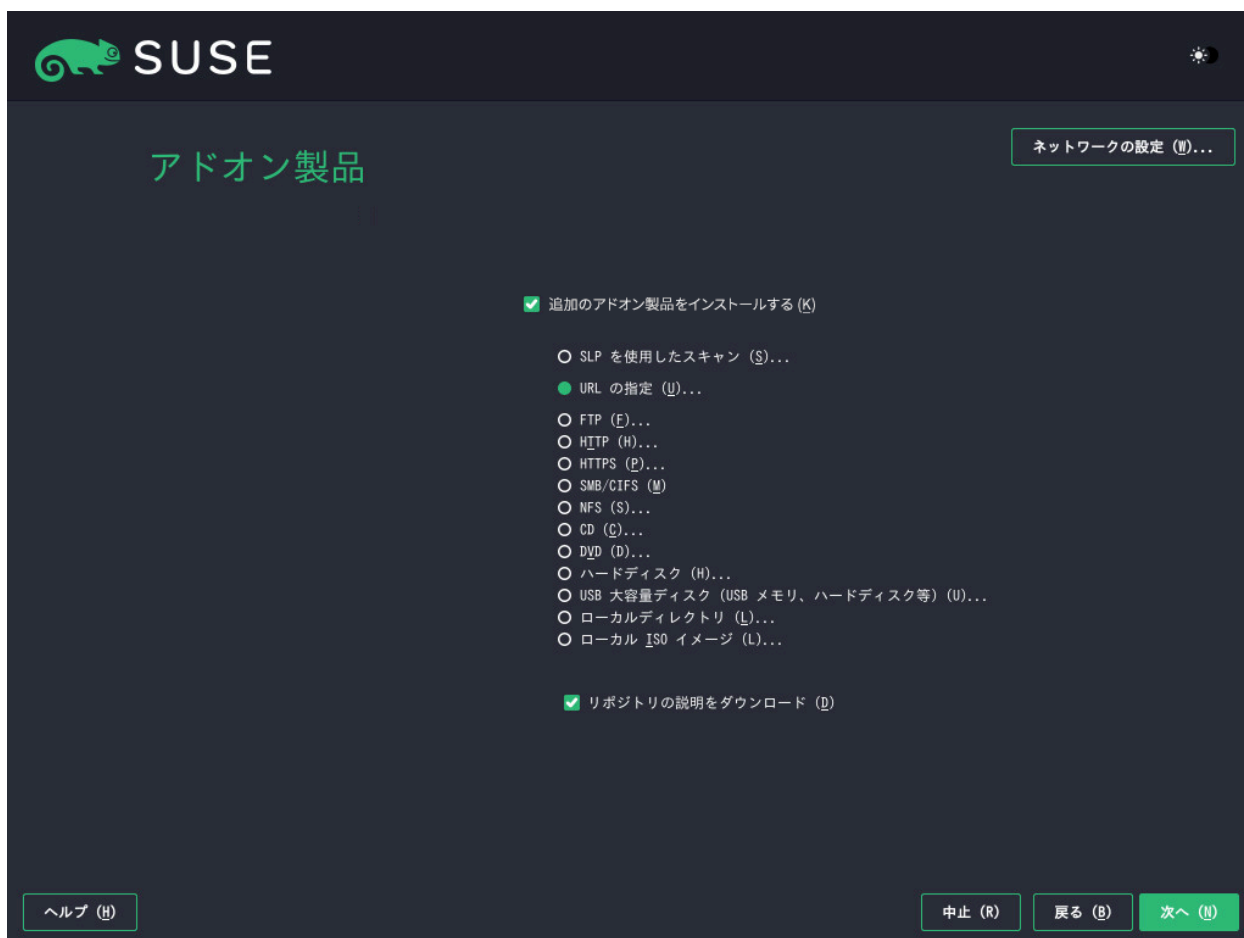 SUSE
ネットワークの設定 (W)...
アドオン製品
追加のアドオン製品をインストールする(K)
SLP を使用したスキャン (S)...
URL の指定 (U)...
FTP (F)...
HTTP (H)...
HTTPS (P)...
SMB/CIFS (M)
NFS (S)...
CD (C)...
DVD (D)...
ハードディスク (H)...
USB 大容量ディスク (USB メモリ、ハードディスク等) (U)...
ローカルディレクトリ (L)...
ローカル ISO イメージ (L)...
リポジトリの説明をダウンロード (D)
ヘルプ (H)
中止 (R)
戻る (B)
次へ (N)